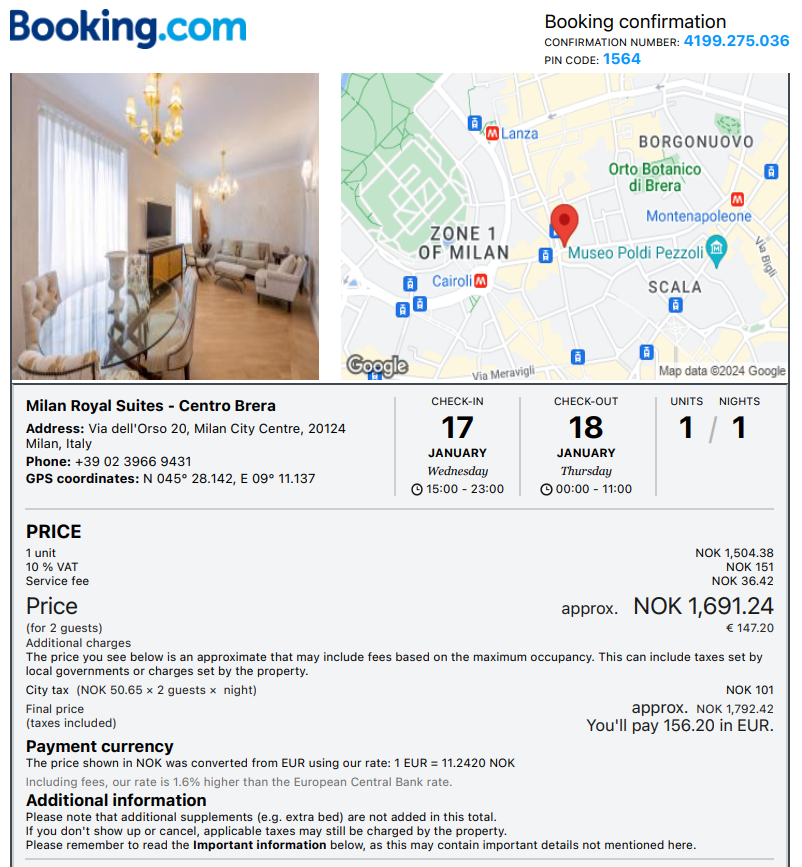 Booking.com
Booking confirmation
CONFIRMATION NUMBER: 4199.275.036
PIN CODE: 1564
Lanza
BORGONUOVO
Orto Botanico
di Brera
Montenapoleone
ZONE 1
OF MILAN
Museo Poldi Pezzoli
Via Bigli
Cairoli
SCALA
Google
Via Meravigli
Map data ©2024 Google
Milan Royal Suites - Centro Brera
Address: Via dell'Orso 20, Milan City Centre, 20124
Milan, Italy
Phone: +39 02 3966 9431
GPS coordinates: N 045° 28.142, E 09° 11.137
CHECK-IN
17
JANUARY
Wednesday
15:00 - 23:00
CHECK-OUT
18
JANUARY
Thursday
00:00 - 11:00
UNITS NIGHTS
1 / 1
PRICE
1 unit NOK 1,504.38
10 % VAT NOK 151
Service fee NOK 36.42
Price approx. NOK 1,691.24
(for 2 guests) € 147.20
Additional charges
The price you see below is an approximate that may include fees based on the maximum occupancy. This can include taxes set by
local governments or charges set by the property.
City tax (NOK 50.65 × 2 guests × night) NOK 101
Final price approx. NOK 1,792.42
(taxes included) You'll pay 156.20 in EUR.
Payment currency
The price shown in NOK was converted from EUR using our rate: 1 EUR = 11.2420 NOK
Including fees, our rate is 1.6% higher than the European Central Bank rate.
Additional information
Please note that additional supplements (e.g. extra bed) are not added in this total.
If you don't show up or cancel, applicable taxes may still be charged by the property.
Please remember to read the Important information below, as this may contain important details not mentioned here.